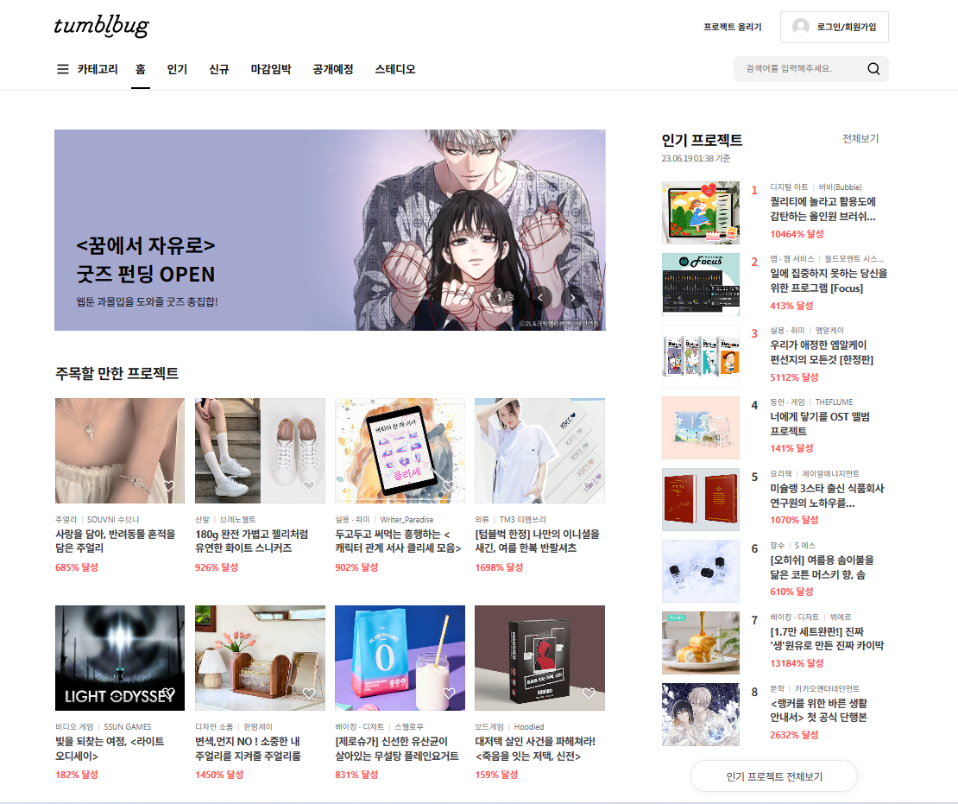 tumblbug
프로젝트 올리기
로그인/회원가입
카테고리 홈 인기 신규 마감임박 공개예정 스테디오
검색어를 입력해주세요.
<꿈에서 자유로>
굿즈 펀딩 OPEN
웹툰 과몰입을 도와줄 굿즈 총집합!
1/3
주목할 만한 프로젝트
주얼리 | SOUVNI 수브니
사랑을 담아, 반려동물 흔적을
담은 주얼리
685% 달성
신발 | 브레노웰트
180g 완전 가볍고 젤리처럼
유연한 화이트 스니커즈
926% 달성
클리셰
실용 · 취미 | Writer_Paradise
두고두고 써먹는 흥행하는 <
캐릭터 관계 서사 클리셰 모음>
902% 달성
의류 | TM3 티엠쓰리
[텀블벅 한정] 나만의 이니셜을
새긴, 여름 한복 반팔셔츠
1698% 달성
LIGHT ODYSSEY
비디오 게임 | SSUN GAMES
빛을 되찾는 여정, <라이트
오디세이>
182% 달성
디자인 소품 | 한평제이
변색,먼지 NO ! 소중한 내
주얼리를 지켜줄 주얼리룸
1450% 달성
0
베이킹 · 디저트 | 스웰로우
[제로슈가] 신선한 유산균이
살아있는 무설탕 플레인요거트
831% 달성
HOODIED
보드게임 | Hoodied
대저택 살인 사건을 파헤쳐라!
<죽음을 잇는 저택, 신전>
159% 달성
인기 프로젝트
전체보기
23.06.19 01:38 기준
1
디지털 아트 | 버비(Bubbie)
퀄리티에 놀라고 활용도에
감탄하는 올인원 브러쉬...
10464% 달성
Focus
2
앱 · 웹 서비스 | 월드모먼트 시스...
일에 집중하지 못하는 당신을
위한 프로그램 [Focus]
413% 달성
3
실용 · 취미 | 엠알케이
우리가 애정한 엠알케이
편선지의 모든것 [한정판]
5112% 달성
4
동인 · 게임 | THEFLUME
너에게 닿기를 OST 앨범
프로젝트
141% 달성
5
요리책 | 제이알매니지먼트
미슐랭 3스타 출신 식품회사
연구원의 노하우를...
1070% 달성
6
향수 | S 에스
[오히쉬] 여름용 솜이불을
닮은 코튼 머스키 향, 솜
610% 달성
7
베이킹 · 디저트 | 뷔에르
[1.7만 세트완판!] 진짜
'생'원유로 만든 진짜 카이막
13184% 달성
8
문학 | 카카오엔터테인먼트
<랭커를 위한 바른 생활
안내서> 첫 공식 단행본
2632% 달성
인기 프로젝트 전체보기